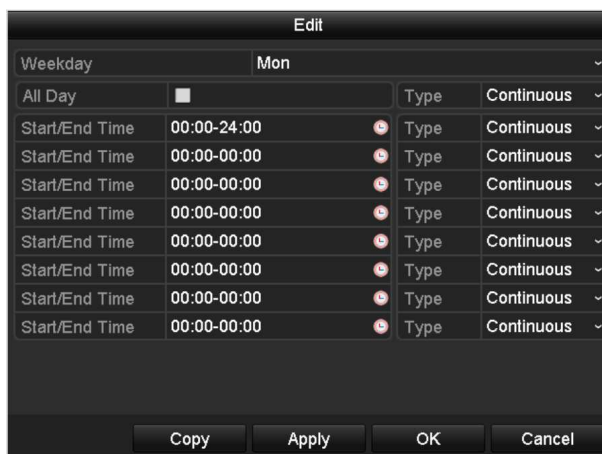 Edit
Weekday Mon
All Day Type Continuous
Start/End Time 00:00-24:00 Type Continuous
Start/End Time 00:00-00:00 Type Continuous
Start/End Time 00:00-00:00 Type Continuous
Start/End Time 00:00-00:00 Type Continuous
Start/End Time 00:00-00:00 Type Continuous
Start/End Time 00:00-00:00 Type Continuous
Start/End Time 00:00-00:00 Type Continuous
Start/End Time 00:00-00:00 Type Continuous
Copy Apply OK Cancel